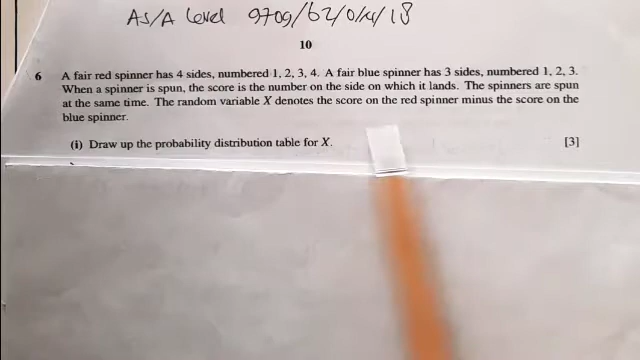 AS/A Level 9709/62/O/N/18
10
6 A fair red spinner has 4 sides, numbered 1, 2, 3, 4. A fair blue spinner has 3 sides, numbered 1, 2, 3.
When a spinner is spun, the score is the number on the side on which it lands. The spinners are spun
at the same time. The random variable X denotes the score on the red spinner minus the score on the
blue spinner.
(i) Draw up the probability distribution table for X. [3]